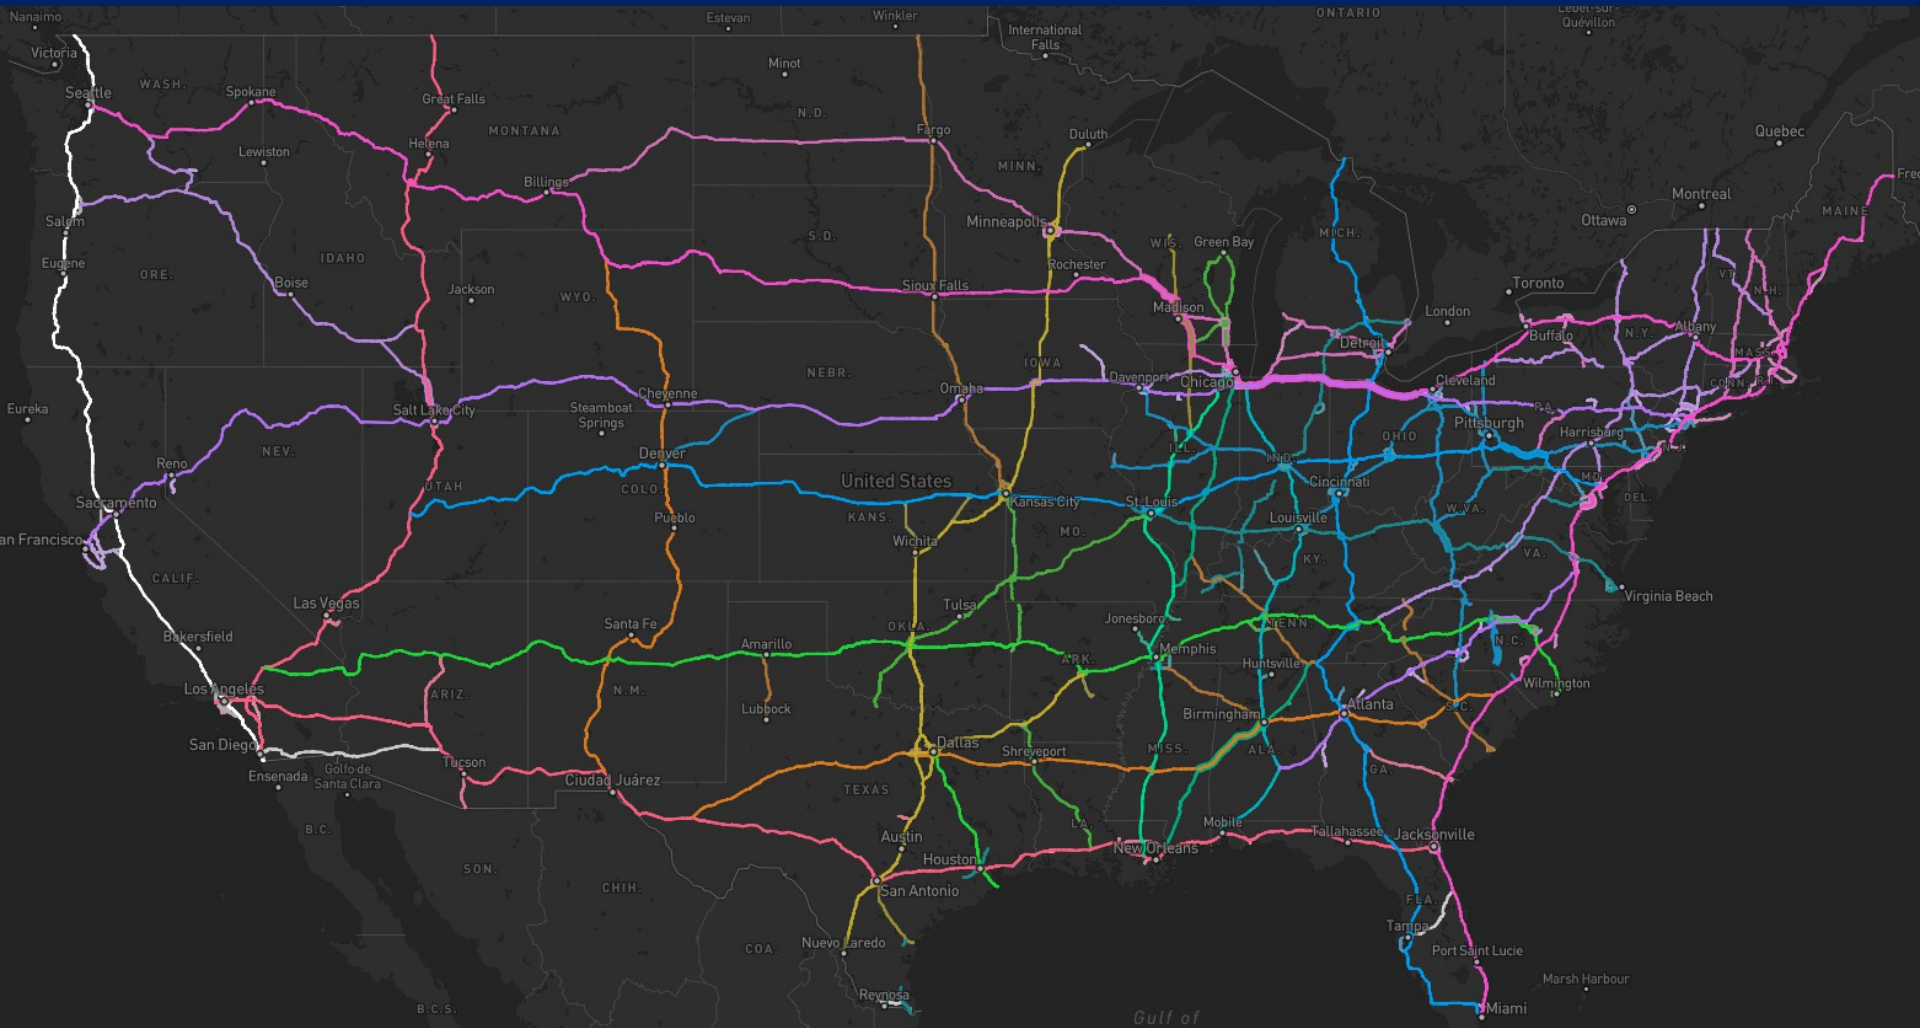 Nanaimo
Estevan
Winkler
International
Falls
ONTARIO
Lebel-sur-
Quévillon
Victoria
WASH.
Seattle
Spokane
Minot
Great Falls
MONTANA
N.D.
Fargo
Duluth
Quebec
Helena
Lewiston
MINN.
Billings
Montreal
Fred
Ottawa
MAINE
Salem
Minneapolis
S.D.
WIS.
Green Bay
MICH.
Eugene
ORE.
IDAHO
Rochester
VT.
Boise
Jackson
WYO.
Sioux Falls
Toronto
N.H.
Madison
London
Albany
N.Y.
Buffalo
Detroit
MASS.
IOWA
NEBR.
Davenport
Chicago
Cleveland
CONN.
R.I.
Omaha
Cheyenne
Eureka
Salt Lake City
Steamboat
Springs
PA.
Pittsburgh
Harrisburg
OHIO
NEV.
Denver
ILL.
IND.
N.J.
Reno
United States
UTAH
COLO.
MD.
DEL.
Cincinnati
Sacramento
Kansas City
St. Louis
W.VA.
Pueblo
KANS.
Louisville
an Francisco
Wichita
MO.
KY.
VA.
CALIF.
Las Vegas
Tulsa
Virginia Beach
Bakersfield
Santa Fe
OKLA.
Jonesboro
TENN.
Amarillo
N.C.
Memphis
ARK.
Huntsville
Los Angeles
ARIZ.
N.M.
Wilmington
Lubbock
Birmingham
Atlanta
S.C.
San Diego
Dallas
Shreveport
MISS.
ALA.
Ensenada
Golfo de
Santa Clara
Tucson
Ciudad Juárez
GA.
TEXAS
B.C.
LA.
Mobile
Tallahassee
Jacksonville
Austin
New Orleans
Houston
SON.
CHIH.
San Antonio
FLA.
Tampa
COA.
Nuevo Laredo
Port Saint Lucie
Marsh Harbour
Reynosa
B.C.S.
Miami
Gulf of